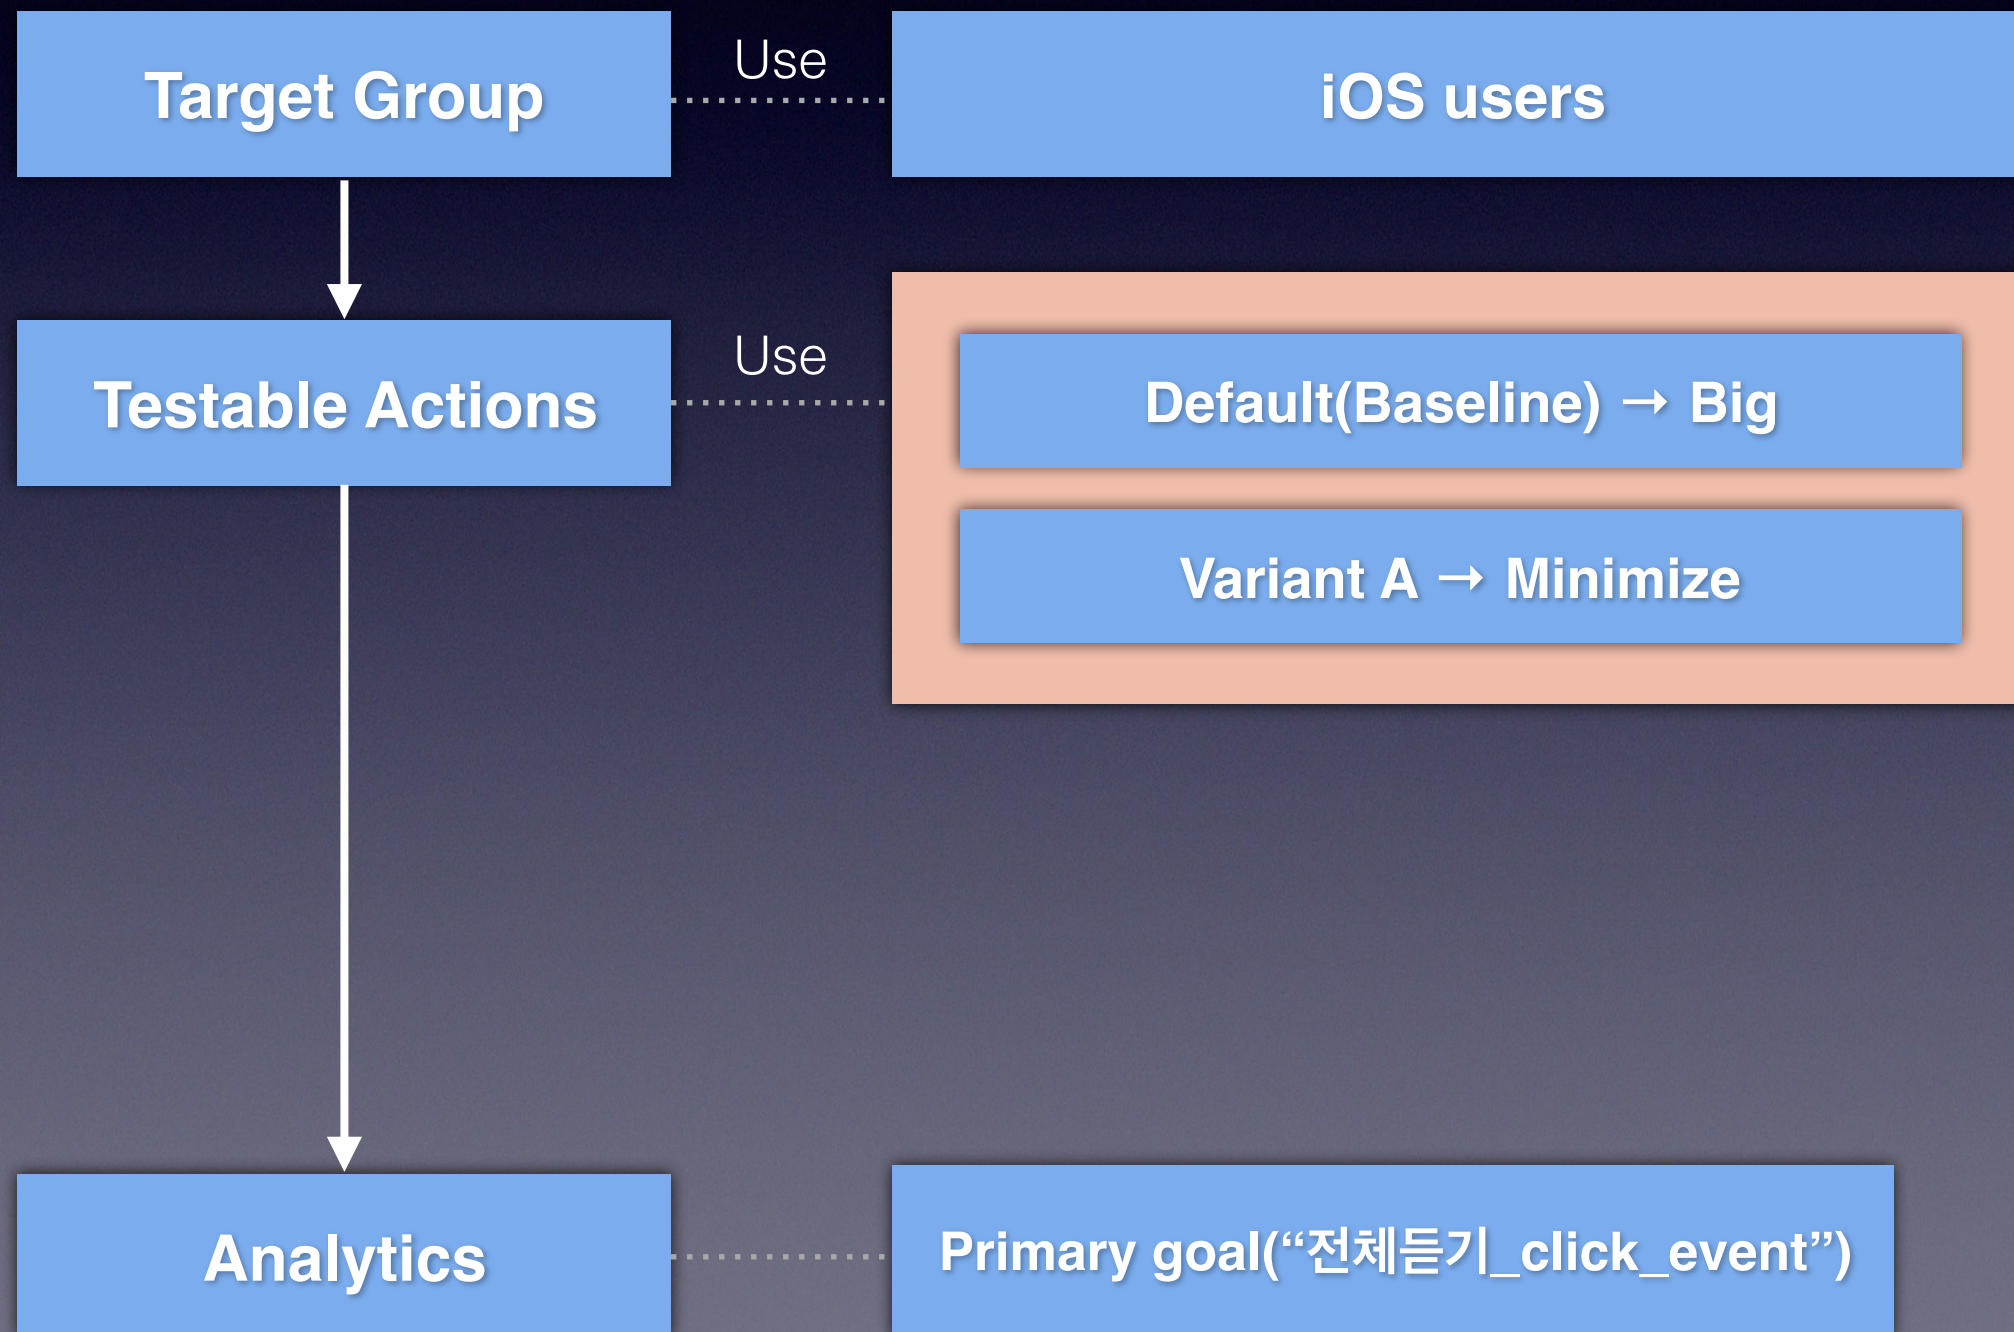 Target Group
Use
iOS users
Testable Actions
Use
Default(Baseline) → Big
Variant A → Minimize
Analytics
Primary goal(“전체듣기_click_event”)